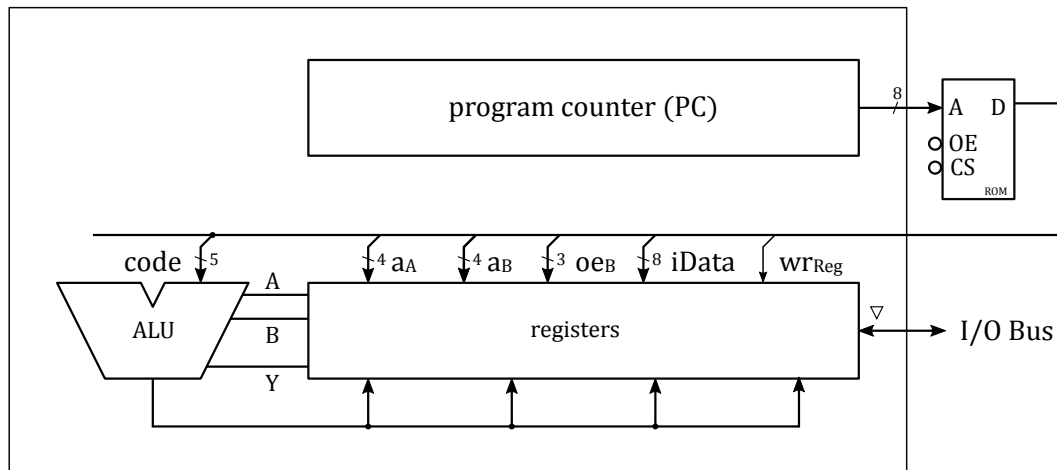 program counter (PC)
8
A D
OE
CS
ROM
code 5 4 aA 4 aB 3 oeB 8 iData wrReg
A
ALU
B
Y
registers
▽
I/O Bus